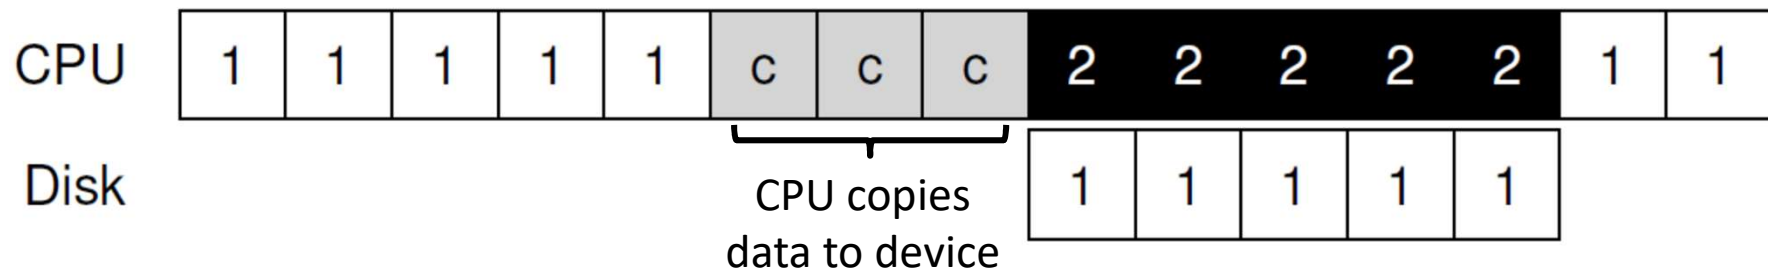 CPU 1 1 1 1 1 c c c 2 2 2 2 2 1 1
Disk 1 1 1 1 1
CPU copies
data to device